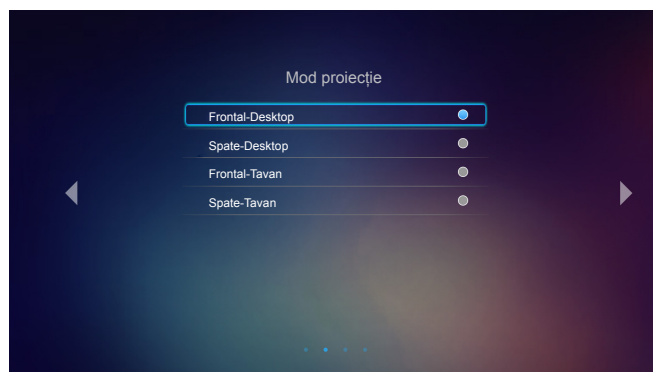 Mod proiecție
Frontal-Desktop
Spate-Desktop
Frontal-Tavan
Spate-Tavan